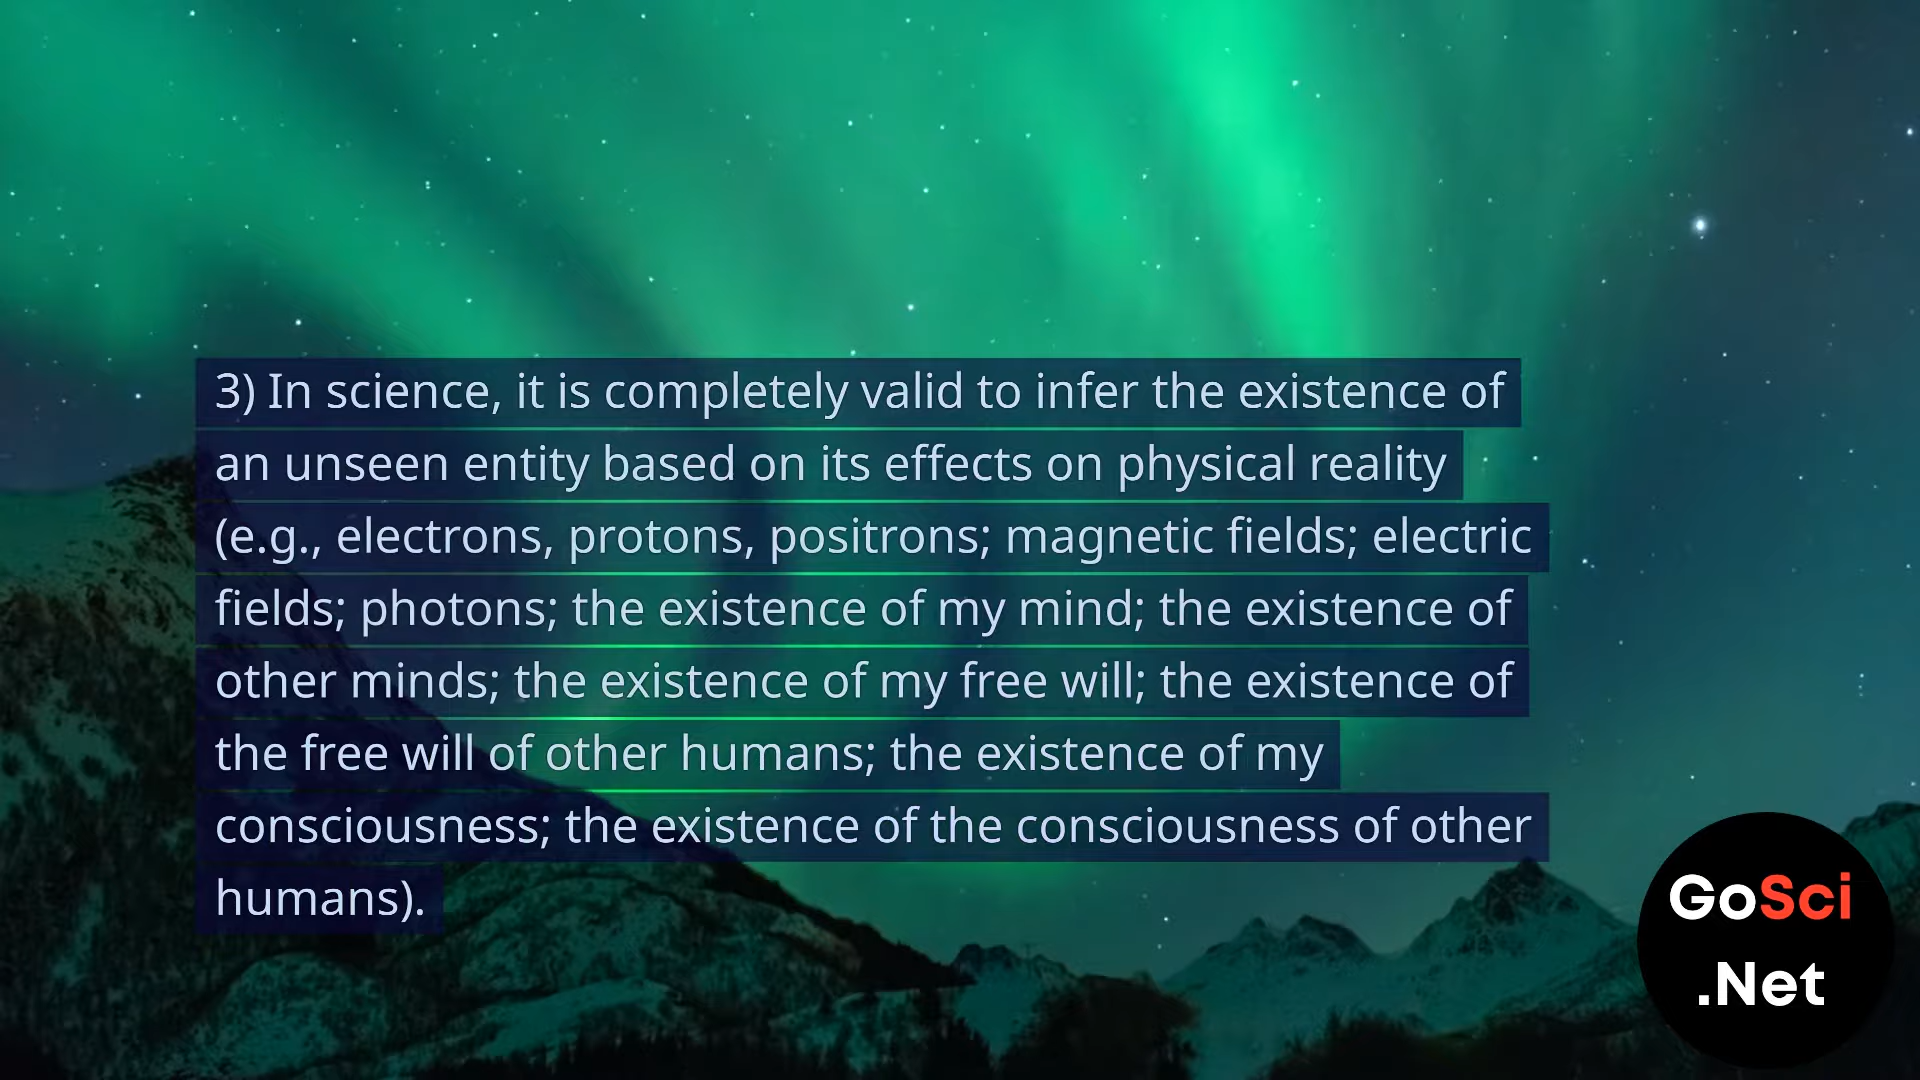 3) In science, it is completely valid to infer the existence of
an unseen entity based on its effects on physical reality
(e.g., electrons, protons, positrons; magnetic fields; electric
fields; photons; the existence of my mind; the existence of
other minds; the existence of my free will; the existence of
the free will of other humans; the existence of my
consciousness; the existence of the consciousness of other
humans).
GoSci
.Net